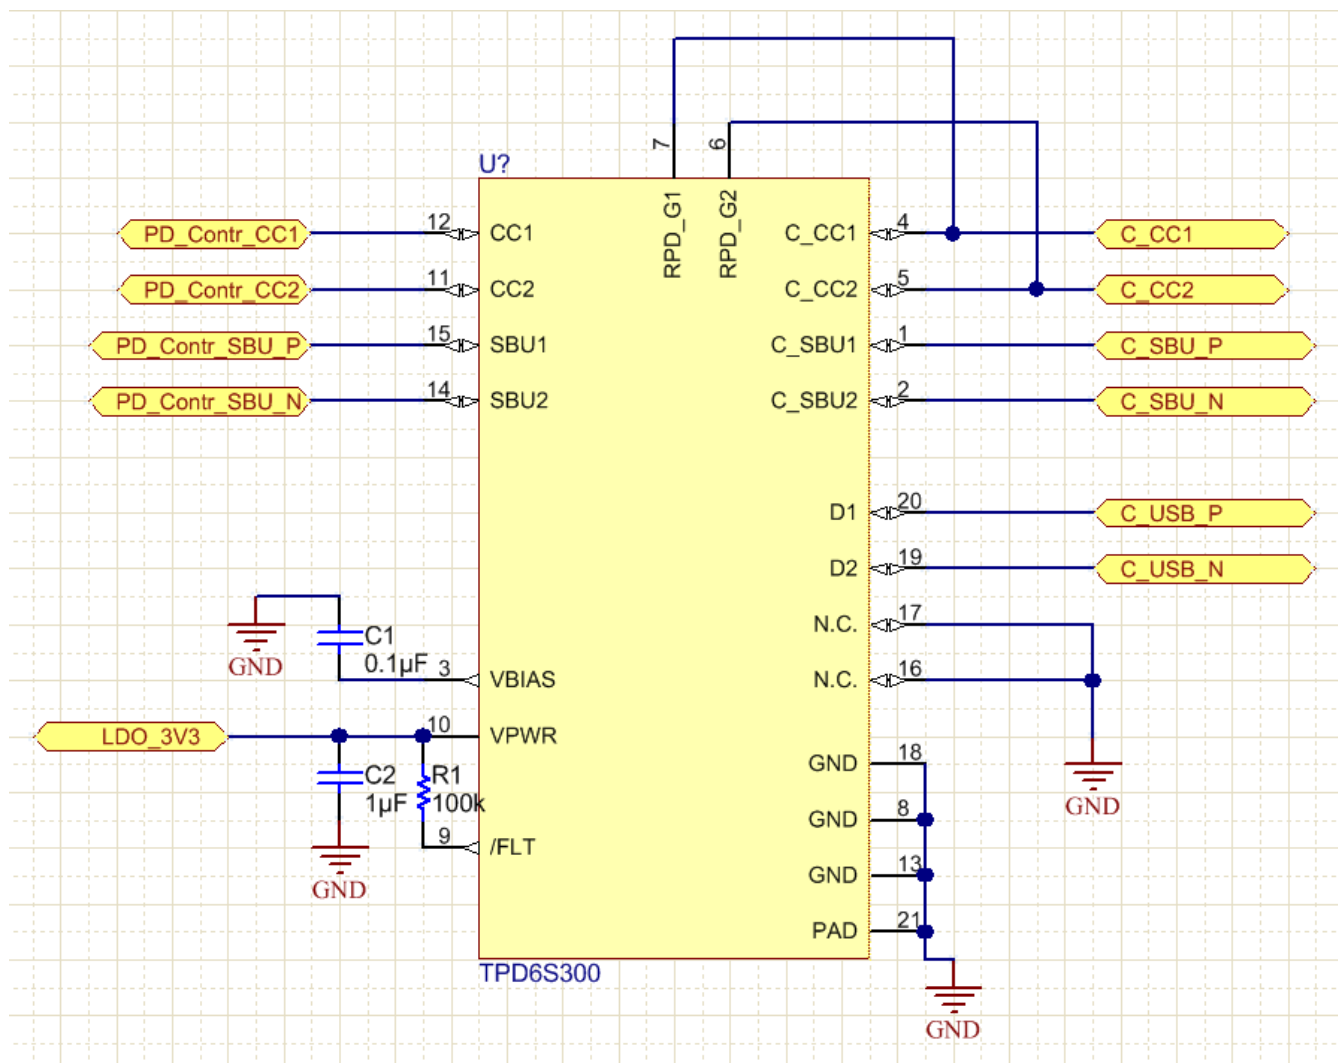 7
6
U?
RPD_G1
RPD_G2
PD_Contr_CC1
12
CC1
C_CC1
4
C_CC1
PD_Contr_CC2
11
CC2
C_CC2
5
C_CC2
PD_Contr_SBU_P
15
SBU1
C_SBU1
1
C_SBU_P
PD_Contr_SBU_N
14
SBU2
C_SBU2
2
C_SBU_N
D1
20
C_USB_P
D2
19
C_USB_N
N.C.
17
C1
0.1µF
GND
3
VBIAS
N.C.
16
LDO_3V3
10
VPWR
GND
18
GND
C2
1µF
R1
100k
GND
8
9
/FLT
GND
GND
13
PAD
21
TPD6S300
GND